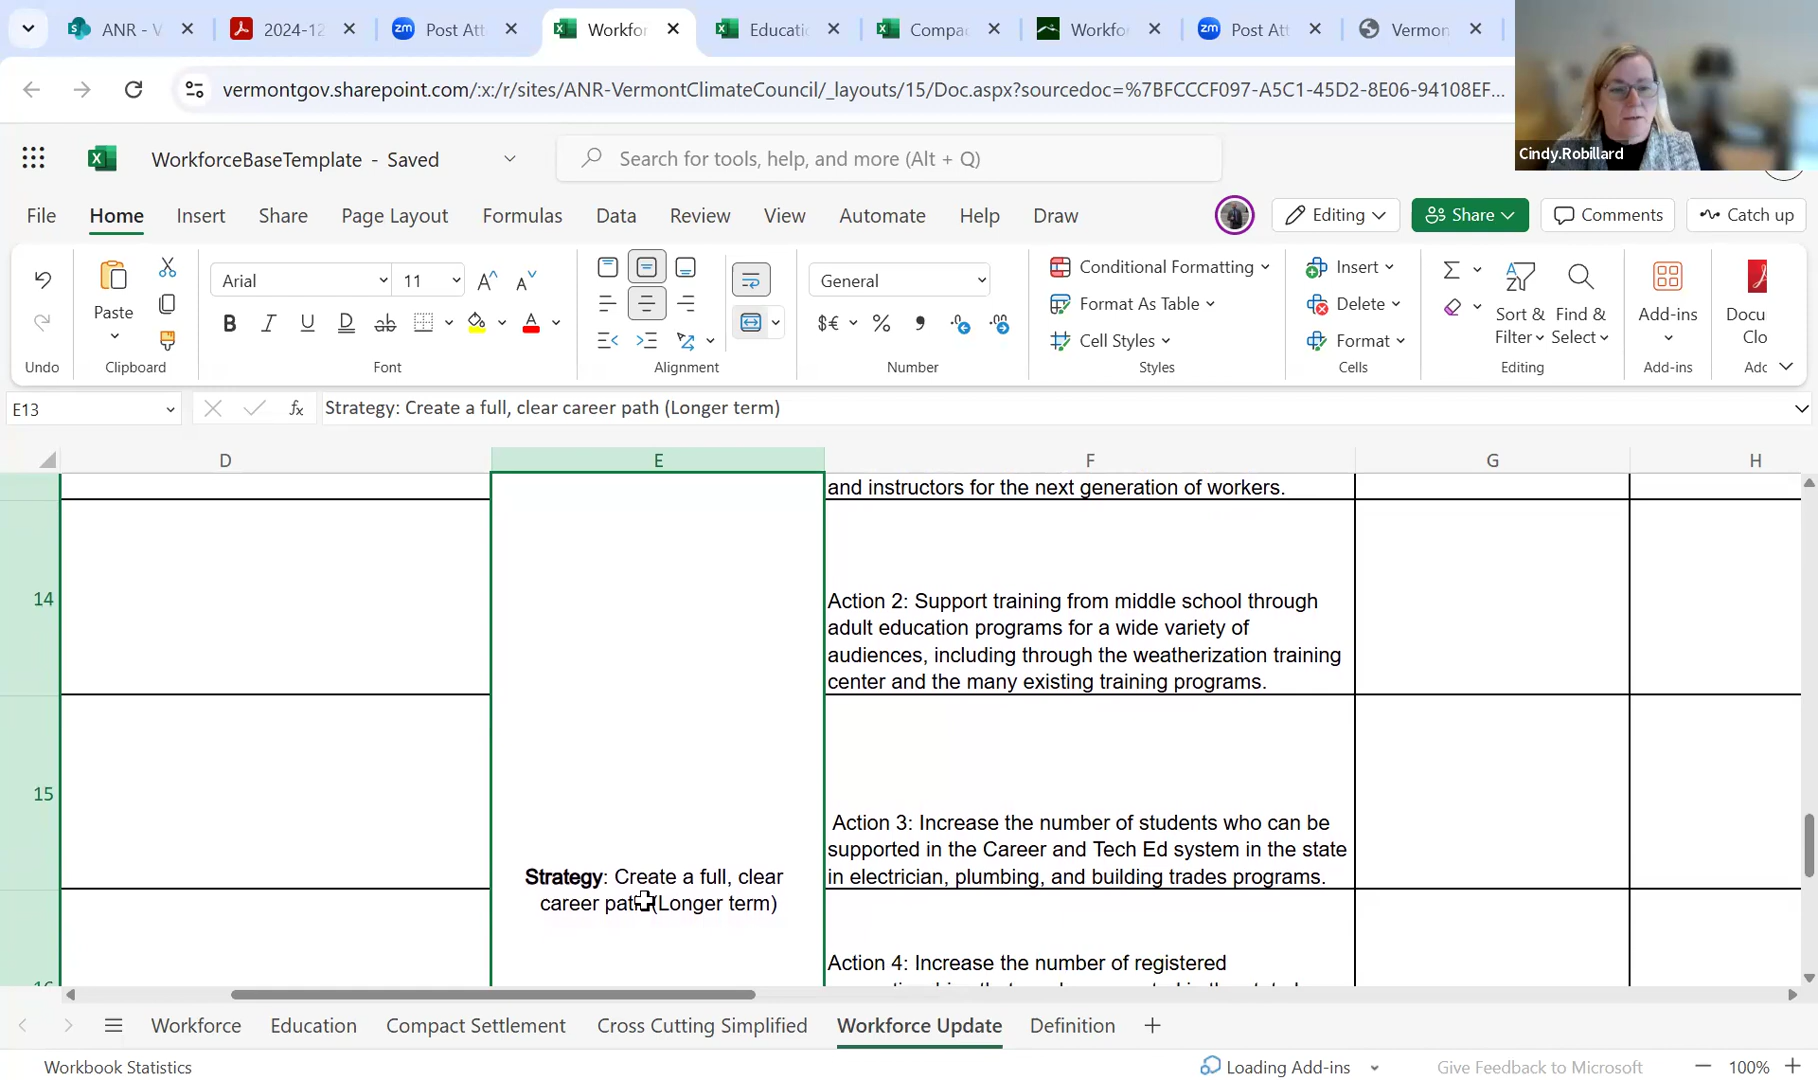 ANR - V
2024-12
Post Att
Workfor
Educatio
Compac
Workfo
Post Att
Vermon
vermontgov.sharepoint.com/:x:/r/sites/ANR-VermontClimateCouncil/_layouts/15/Doc.aspx?sourcedoc=%7BFCCCF097-A5C1-45D2-8E06-94108EF...
Cindy.Robillard
WorkforceBaseTemplate - Saved
Search for tools, help, and more (Alt + Q)
File Home Insert Share Page Layout Formulas Data Review View Automate Help Draw
Editing Share Comments Catch up
Paste
Arial 11
General
Conditional Formatting
Format As Table
Cell Styles
Insert
Delete
Format
Sort & Filter
Find & Select
Add-ins
Docu
Clo
Undo Clipboard Font Alignment Number Styles Cells Editing Add-ins Adc
E13
fx
Strategy: Create a full, clear career path (Longer term)
D E F G H
and instructors for the next generation of workers.
14
Action 2: Support training from middle school through
adult education programs for a wide variety of
audiences, including through the weatherization training
center and the many existing training programs.
15
Action 3: Increase the number of students who can be
supported in the Career and Tech Ed system in the state
in electrician, plumbing, and building trades programs.
Strategy: Create a full, clear
career path (Longer term)
Action 4: Increase the number of registered
Workforce Education Compact Settlement Cross Cutting Simplified Workforce Update Definition
Workbook Statistics
Loading Add-ins
Give Feedback to Microsoft
100%